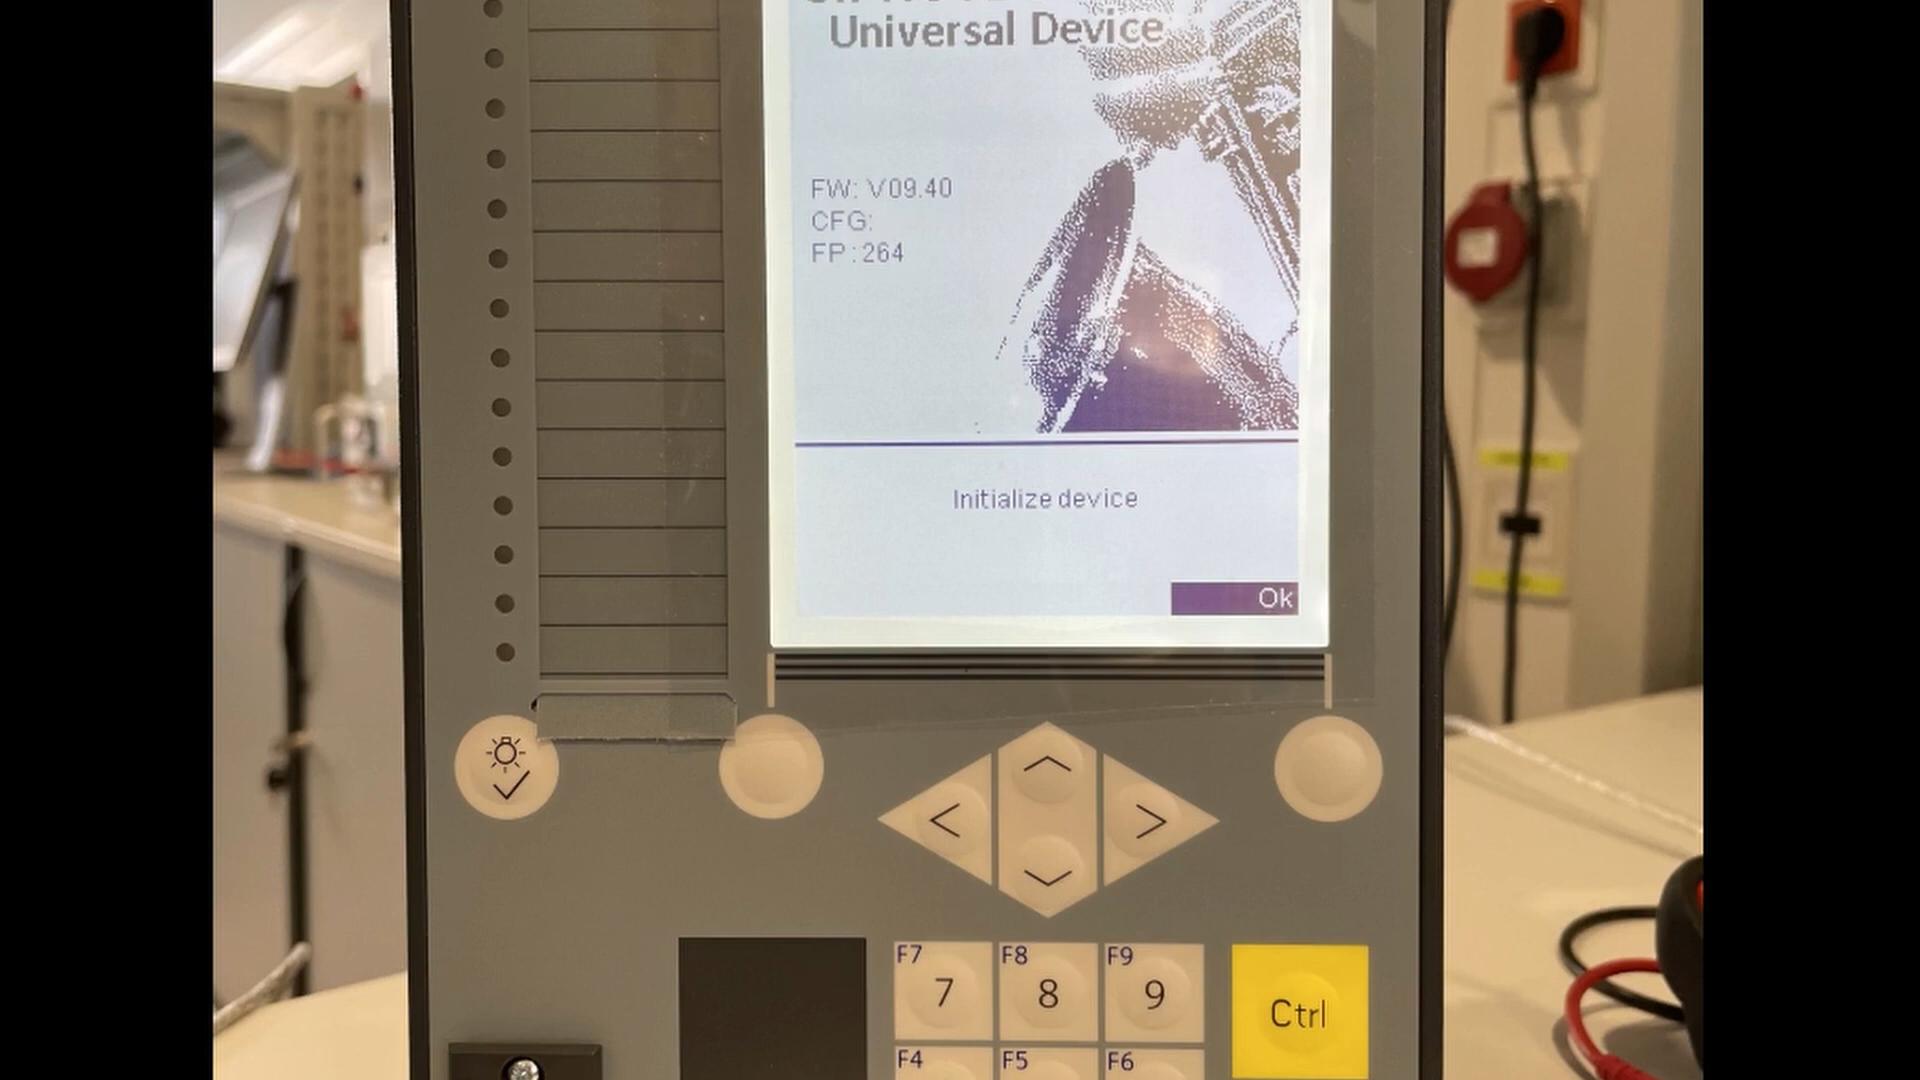 Universal Device
FW: V09.40
CFG:
FP: 264
Initialize device
Ok
F7
7
F8
8
F9
9
Ctrl
F4
F5
F6